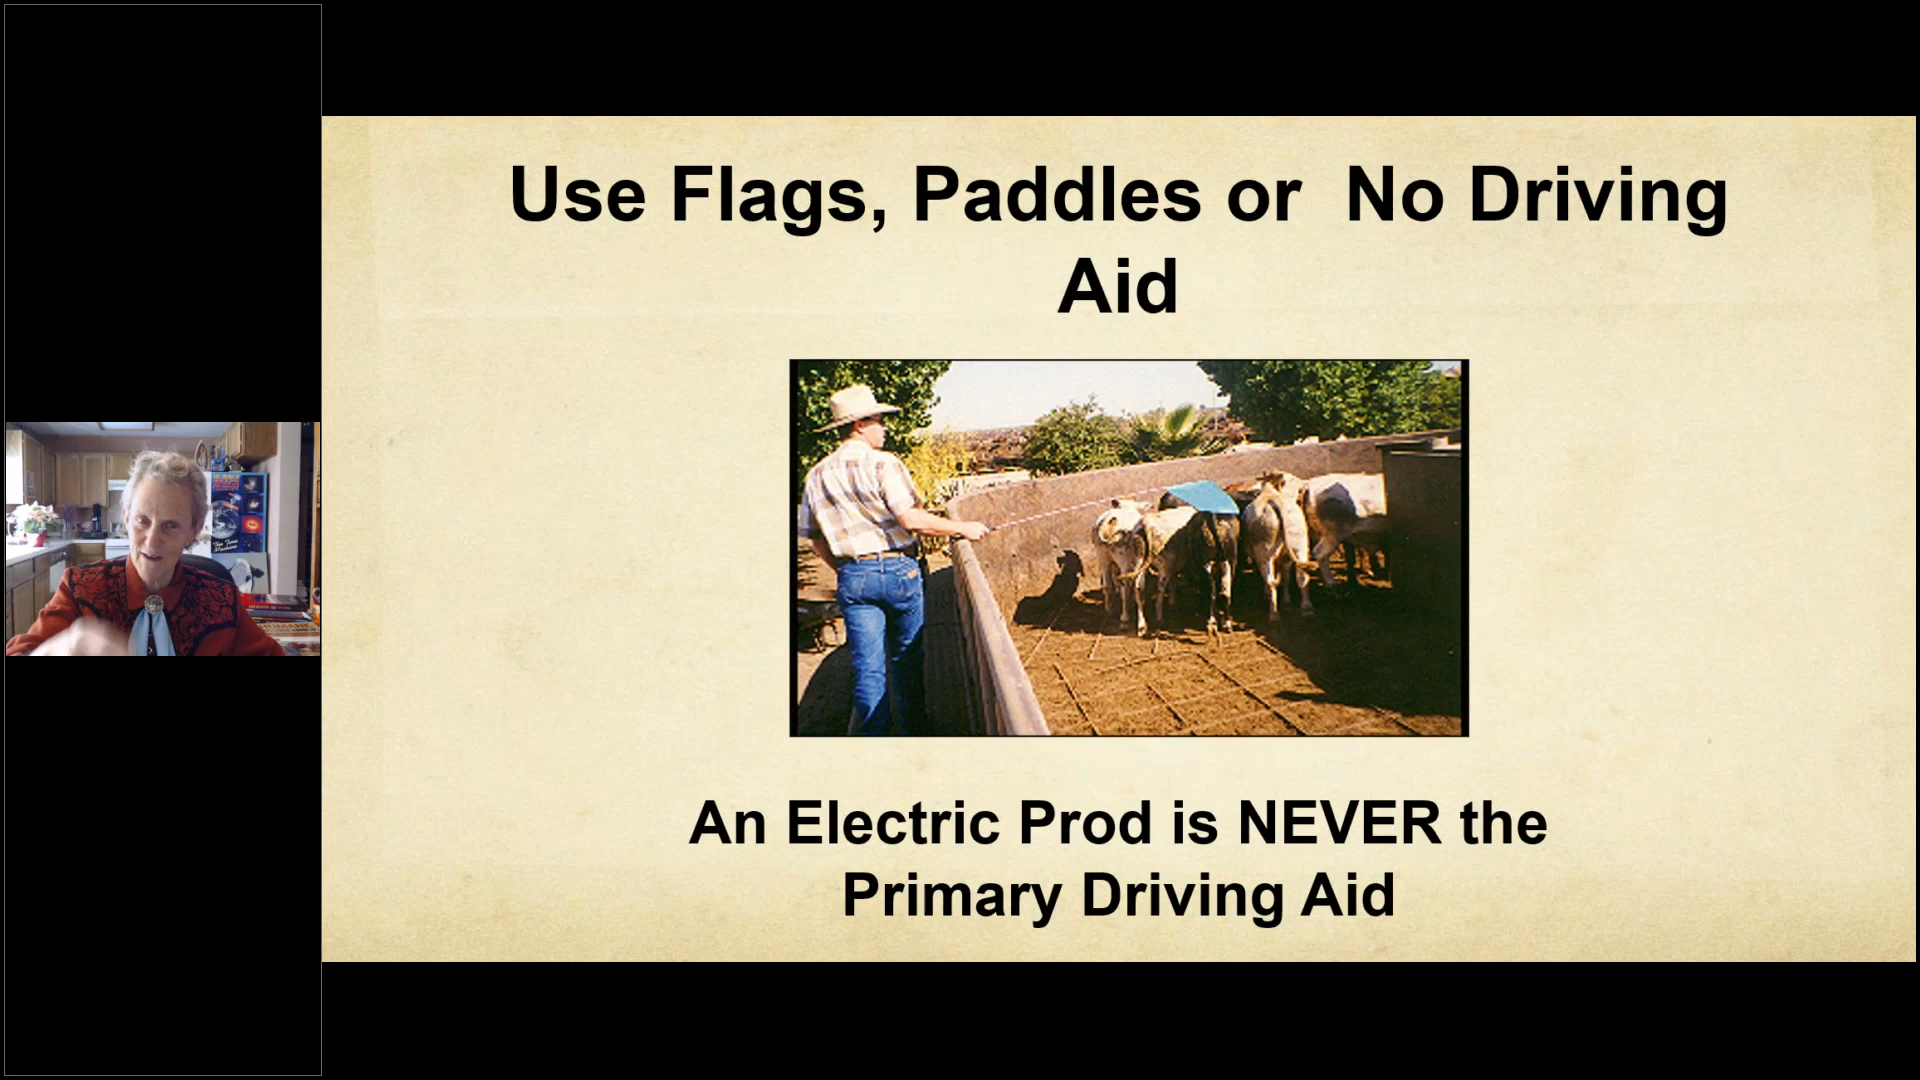 Use Flags, Paddles or  No Driving
Aid
An Electric Prod is NEVER the
Primary Driving Aid